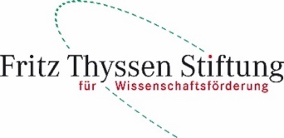 Fritz Thyssen Stiftung
für Wissenschaftsförderung